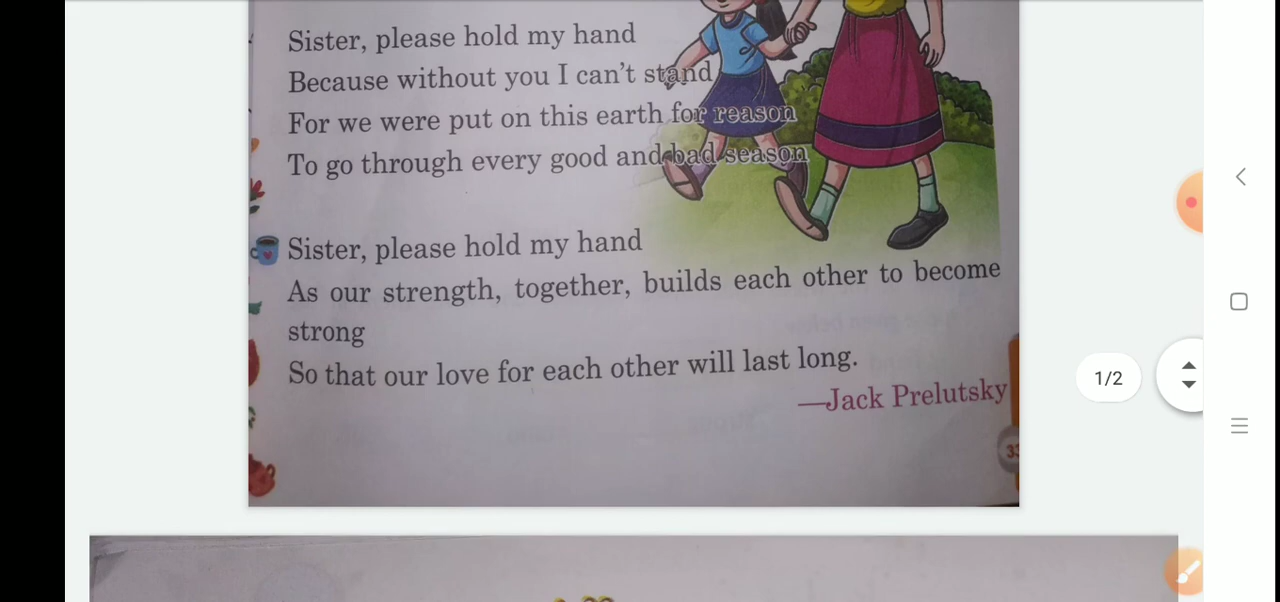 Sister, please hold my hand
Because without you I can't stand
For we were put on this earth for reason
To go through every good and bad season
Sister, please hold my hand
As our strength, together, builds each other to become
strong
So that our love for each other will last long.
—Jack Prelutsky
33
1/2